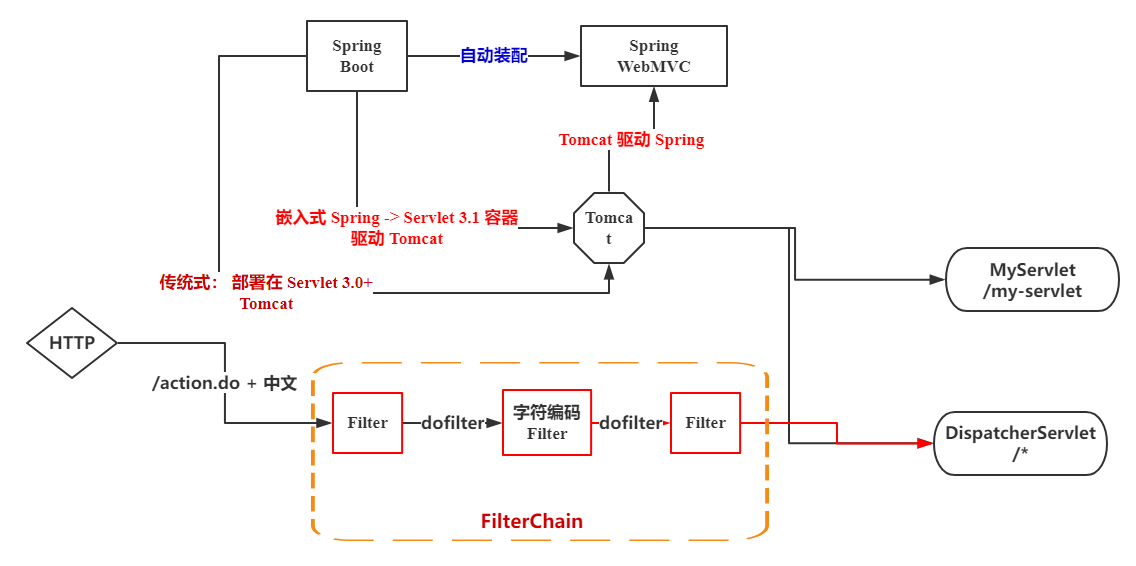 Spring
Boot
自动装配
Spring
WebMVC
Tomcat 驱动 Spring
嵌入式 Spring -> Servlet 3.1 容器
驱动 Tomcat
Tomca
t
传统式： 部署在 Servlet 3.0+
Tomcat
MyServlet
/my-servlet
HTTP
/action.do + 中文
Filter
dofilter
字符编码
Filter
dofilter
Filter
DispatcherServlet
/*
FilterChain